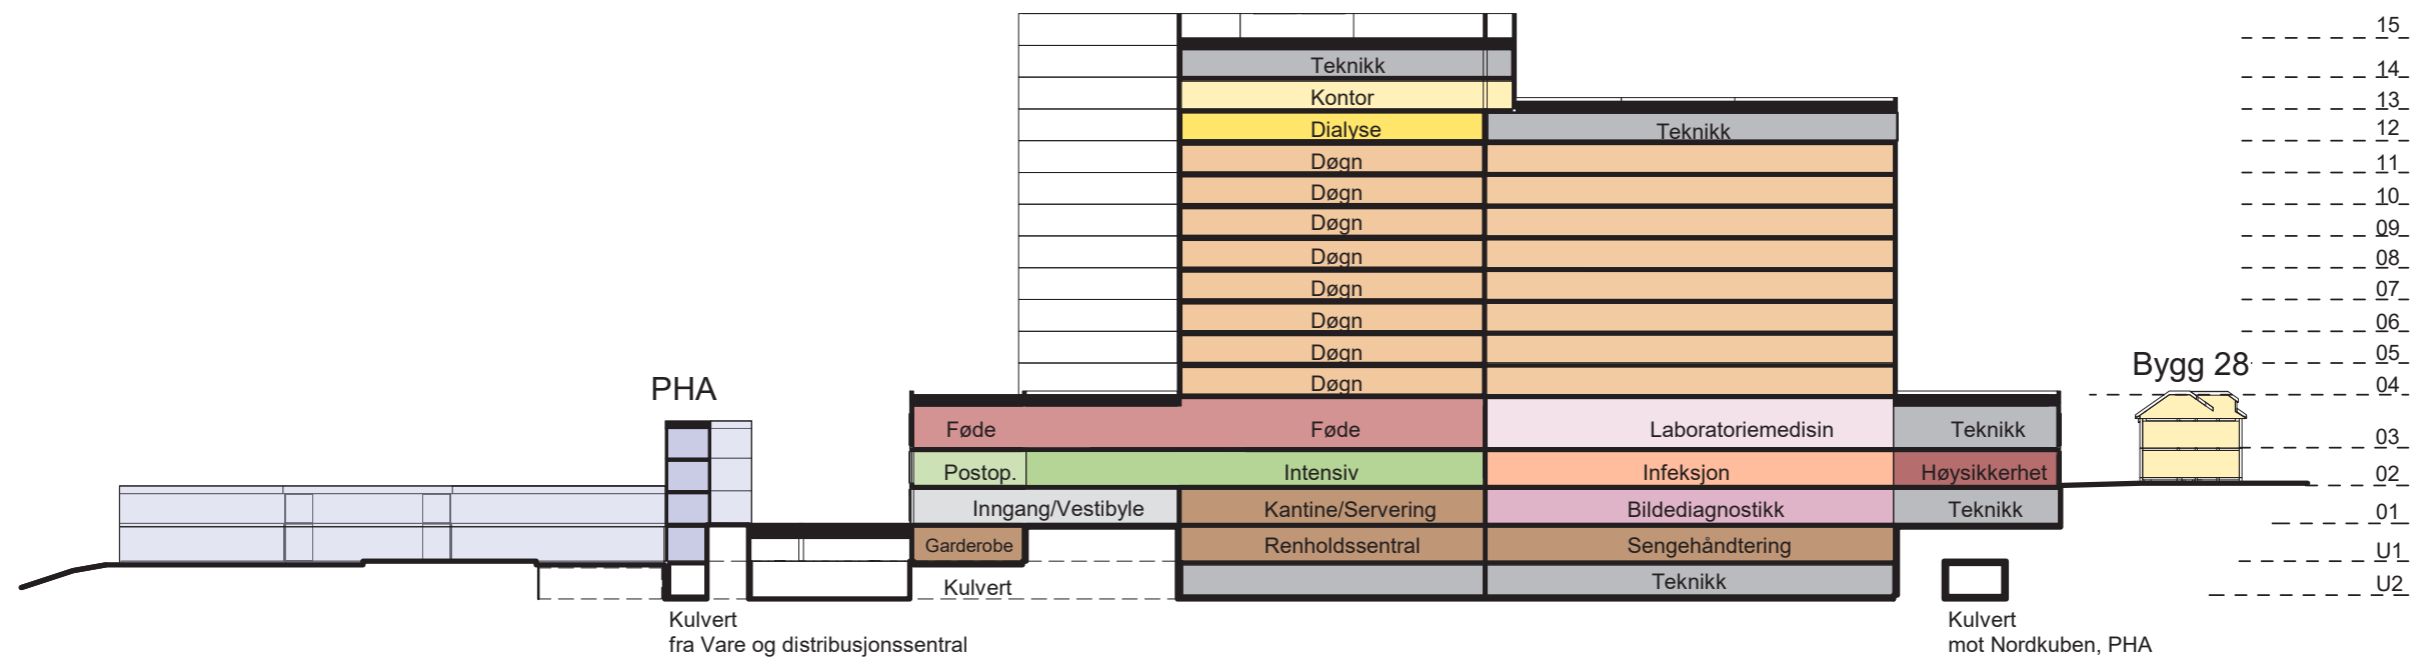 15
Teknikk
14
Kontor
13
Dialyse
Teknikk
12
Døgn
11
Døgn
10
Døgn
09
Døgn
08
Døgn
07
Døgn
06
Døgn
05
Bygg 28
Døgn
04
PHA
Føde
Føde
Laboratoriemedisin
Teknikk
03
Postop.
Intensiv
Infeksjon
Høysikkerhet
02
Inngang/Vestibyle
Kantine/Servering
Bildediagnostikk
Teknikk
01
Garderobe
Renholdssentral
Sengehåndtering
U1
Kulvert
Teknikk
U2
Kulvert
fra Vare og distribusjonssentral
Kulvert
mot Nordkuben, PHA